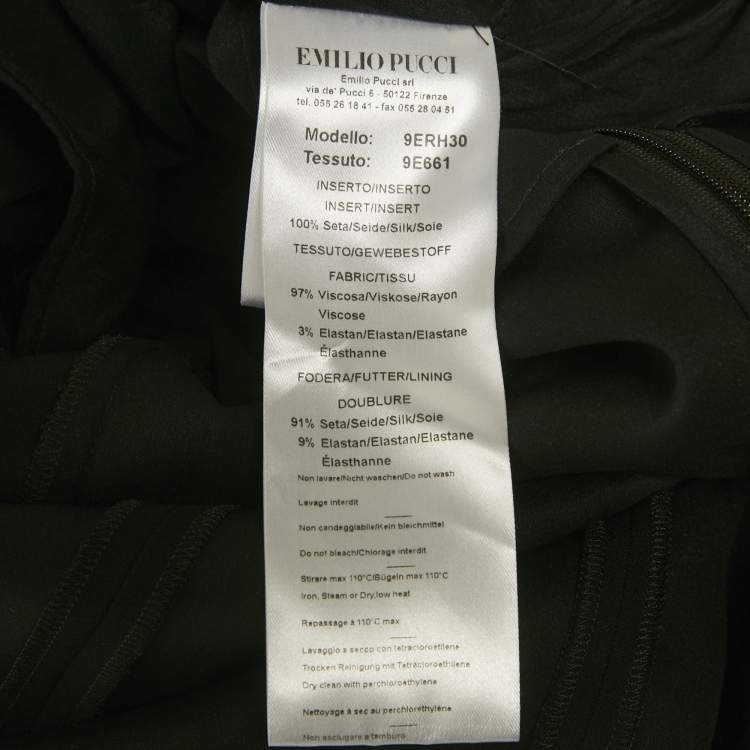 EMILIO PUCCI
Emilio Pucci srl
via de' Pucci 6 - 50122 Firenze
tel. 055 26 18 41 - fax 055 28 04 51
Modello: 9ERH30
Tessuto: 9E661
INSERTO/INSERTO
INSERT/INSERT
100% Seta/Seide/Silk/Soie
TESSUTO/GEWEBESTOFF
FABRIC/TISSU
97% Viscosa/Viskose/Rayon
Viscose
3% Elastan/Elastan/Elastane
Élasthanne
FODERA/FUTTER/LINING
DOUBLURE
91% Seta/Seide/Silk/Soie
9% Elastan/Elastan/Elastane
Élasthanne
Non lavare/Nicht waschen/Do not wash
Lavage interdit
Non candeggiabile/Kein bleichmittel
Do not bleach/Chlorage interdit
Stirare max 110°C/Bügeln max 110°C
Iron, Steam or Dry,low heat
Repassage à 110°C max
Lavaggio a secco con tetracloroetilene
Trocken Reinigung mit Tetracloroethilene
Dry clean with perchloroethylene
Nettoyage à sec au perchloréthylène
Non asciugare a tamburo